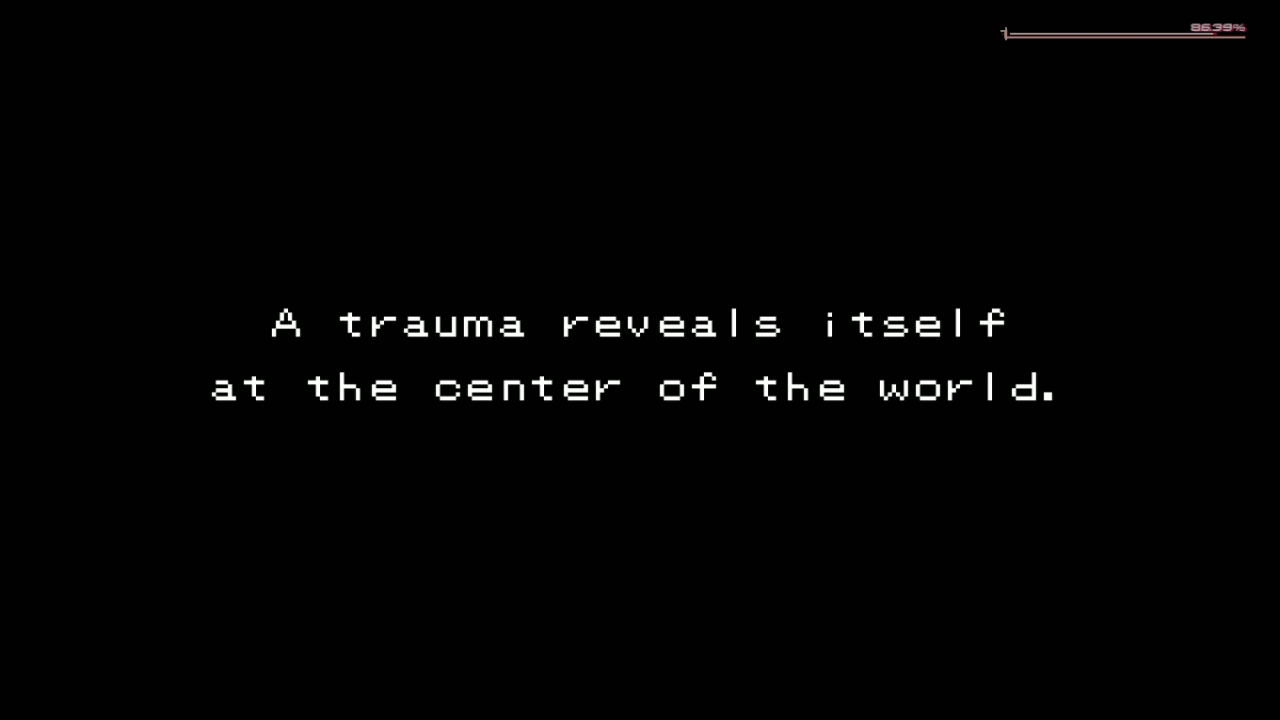 86.39%
A trauma reveals itself
at the center of the world.